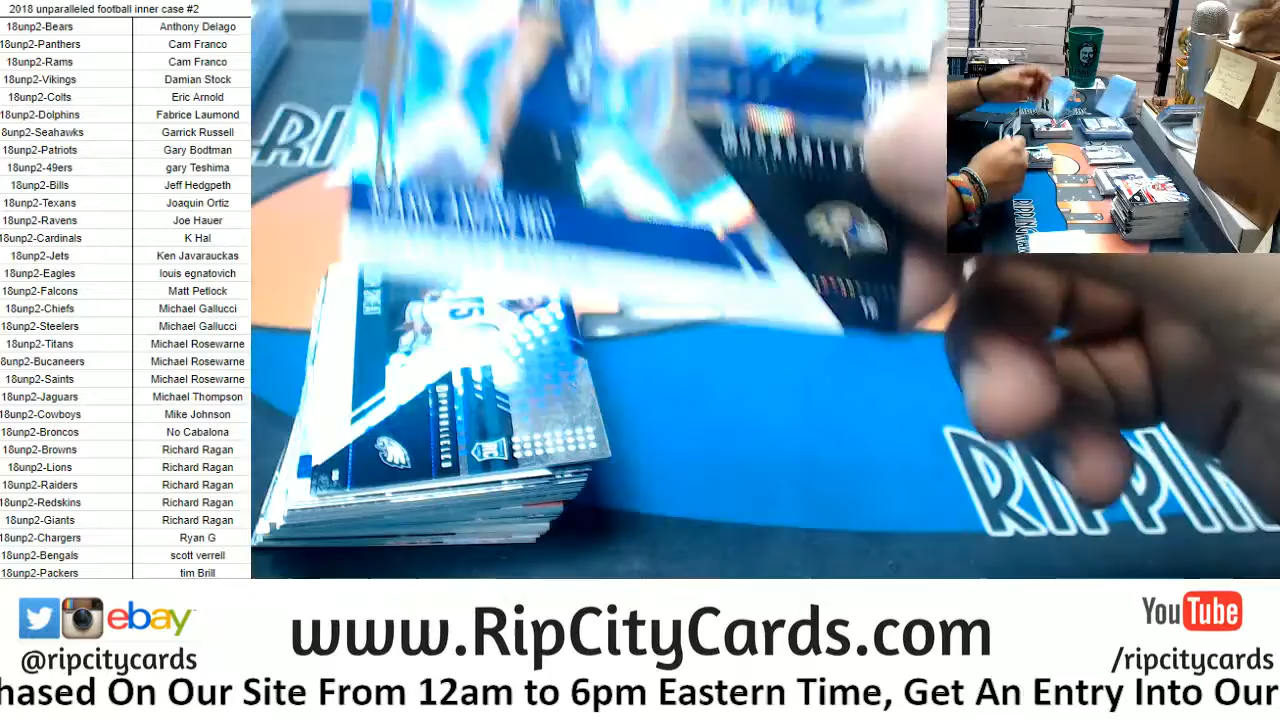 2018 unparalleled football inner case #2
18unp2-Bears Anthony Delago
18unp2-Panthers Cam Franco
18unp2-Rams Cam Franco
18unp2-Vikings Damian Stock
18unp2-Colts Eric Arnold
18unp2-Dolphins Fabrice Laumond
8unp2-Seahawks Garrick Russell
18unp2-Patriots Gary Bodtman
18unp2-49ers gary Teshima
18unp2-Bills Jeff Hedgpeth
18unp2-Texans Joaquin Ortiz
18unp2-Ravens Joe Hauer
18unp2-Cardinals K Hal
18unp2-Jets Ken Javarauckas
18unp2-Eagles louis egnatovich
18unp2-Falcons Matt Petlock
18unp2-Chiefs Michael Gallucci
18unp2-Steelers Michael Gallucci
18unp2-Titans Michael Rosewarne
8unp2-Bucaneers Michael Rosewarne
18unp2-Saints Michael Rosewarne
18unp2-Jaguars Michael Thompson
18unp2-Cowboys Mike Johnson
18unp2-Broncos No Cabalona
18unp2-Browns Richard Ragan
18unp2-Lions Richard Ragan
18unp2-Raiders Richard Ragan
18unp2-Redskins Richard Ragan
18unp2-Giants Richard Ragan
18unp2-Chargers Ryan G
18unp2-Bengals scott verrell
18unp2-Packers tim Brill
RI
UNPARALLELED
RIPPIN
ebay
@ripcitycards
www.RipCityCards.com
YouTube
/ripcitycards
hased On Our Site From 12am to 6pm Eastern Time, Get An Entry Into Our